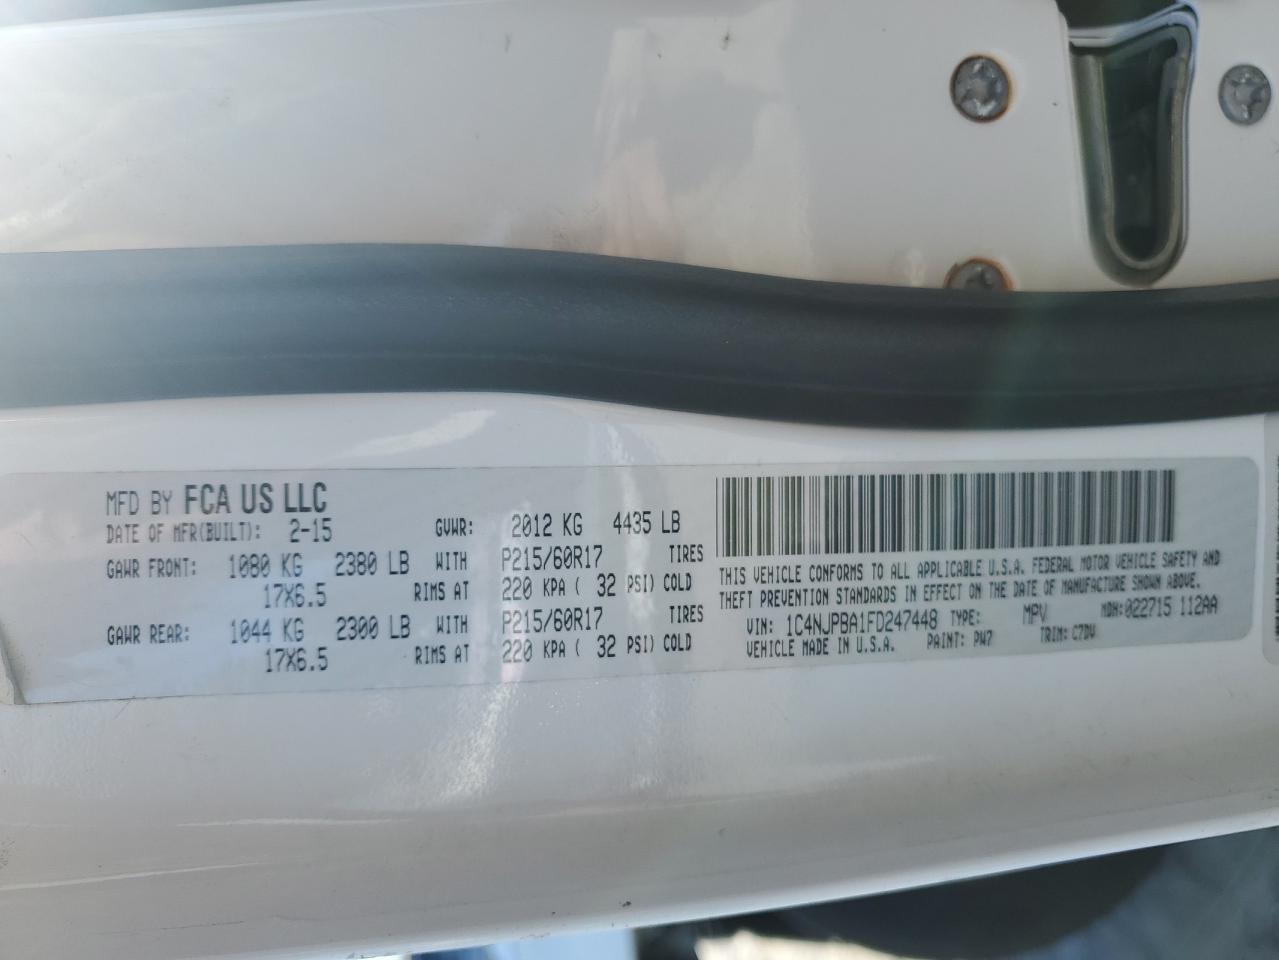 MFD BY FCA US LLC
DATE OF MFR(BUILT): 2-15 GVWR: 2012 KG 4435 LB
GAWR FRONT: 1080 KG 2380 LB WITH P215/60R17 TIRES
17X6.5 RIMS AT 220 KPA ( 32 PSI) COLD
GAWR REAR: 1044 KG 2300 LB WITH P215/60R17 TIRES
17X6.5 RIMS AT 220 KPA ( 32 PSI) COLD
THIS VEHICLE CONFORMS TO ALL APPLICABLE U.S.A. FEDERAL MOTOR VEHICLE SAFETY AND
THEFT PREVENTION STANDARDS IN EFFECT ON THE DATE OF MANUFACTURE SHOWN ABOVE.
VIN: 1C4NJPBA1FD247448 TYPE: MPV MDH:022715 112AA
VEHICLE MADE IN U.S.A. PAINT: PW7 TRIM: C7DV